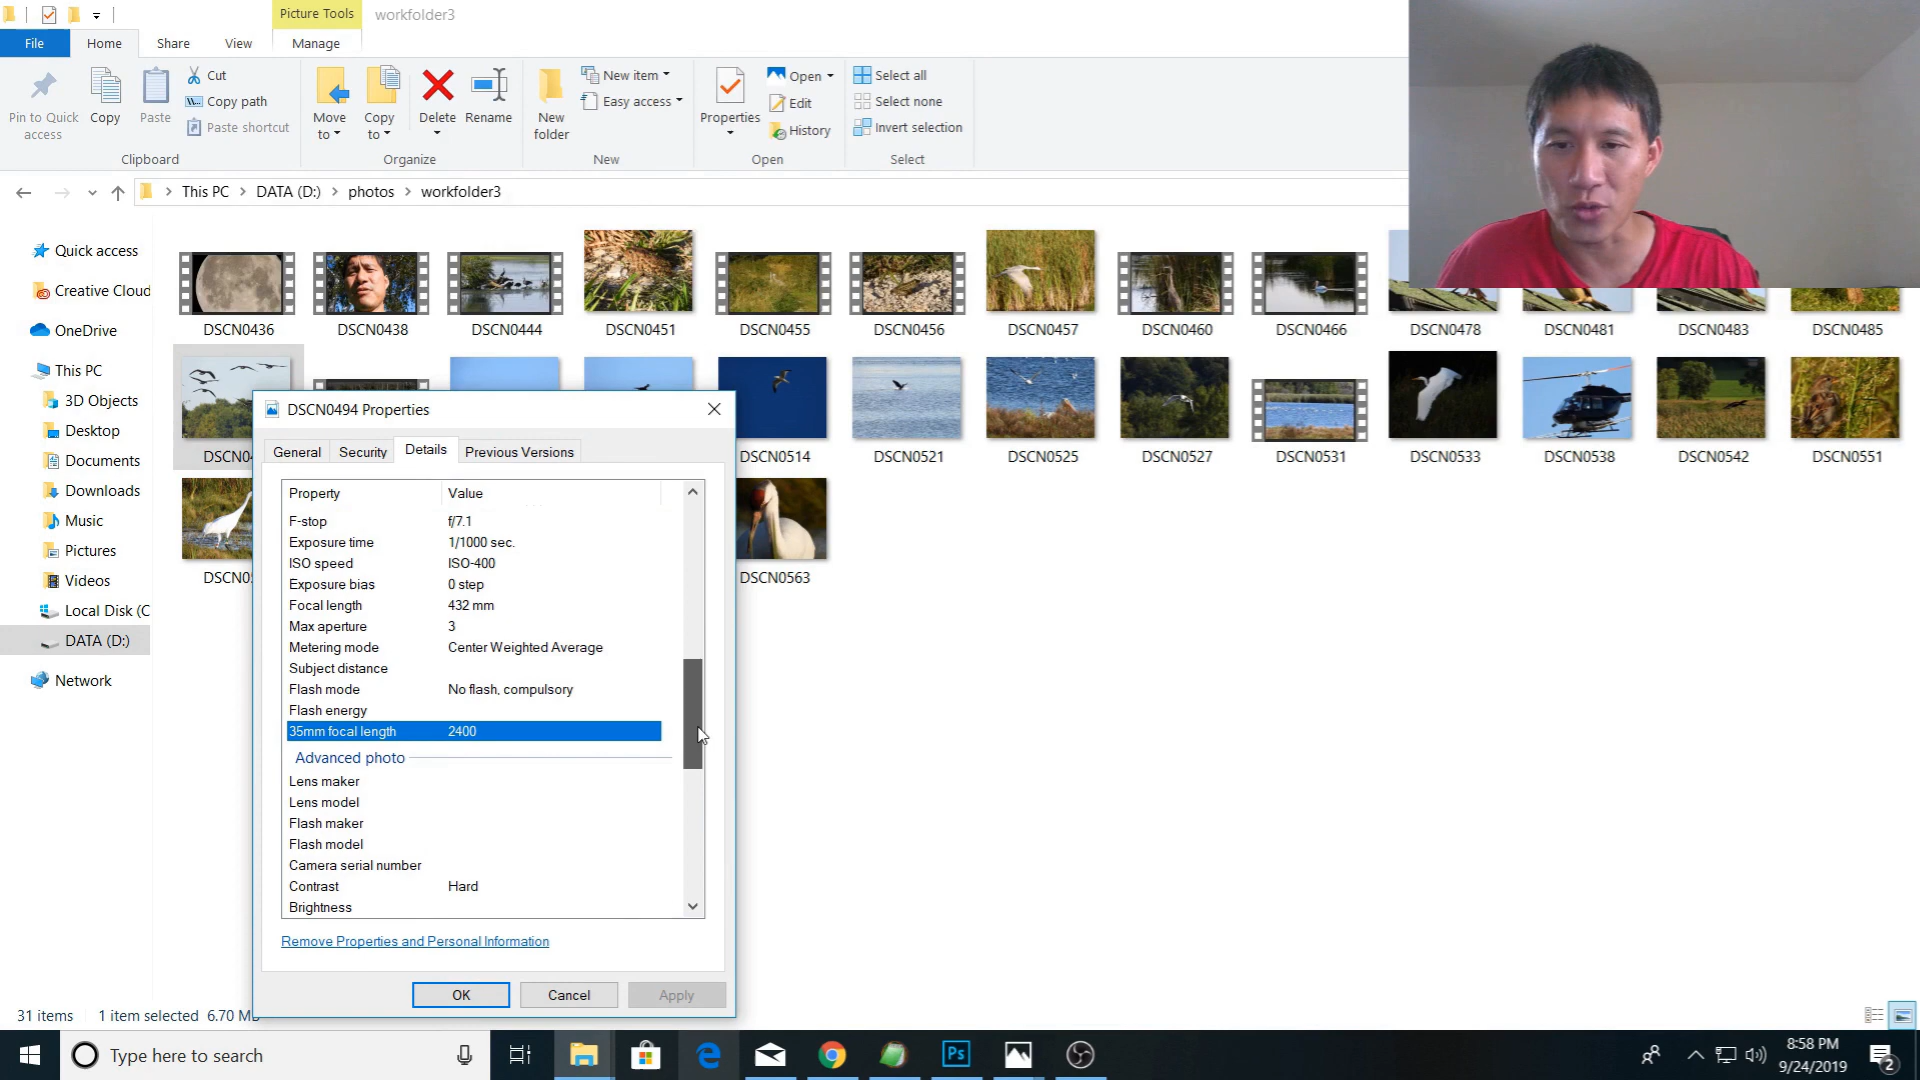 Picture Tools
workfolder3
File
Home
Share
View
Manage
Pin to Quick access
Copy
Paste
Cut
Copy path
Paste shortcut
Clipboard
Move to
Copy to
Delete
Rename
Organize
New folder
New item
Easy access
New
Properties
Open
Edit
History
Open
Select all
Select none
Invert selection
Select
This PC > DATA (D:) > photos > workfolder3
Quick access
Creative Cloud
OneDrive
This PC
3D Objects
Desktop
Documents
Downloads
Music
Pictures
Videos
Local Disk (C
DATA (D:)
Network
DSCN0436
DSCN0438
DSCN0444
DSCN0451
DSCN0455
DSCN0456
DSCN0457
DSCN0460
DSCN0466
DSCN0478
DSCN0481
DSCN0483
DSCN0485
DSCN0514
DSCN0521
DSCN0525
DSCN0527
DSCN0531
DSCN0533
DSCN0538
DSCN0542
DSCN0551
DSCN0563
DSCN0494 Properties
General
Security
Details
Previous Versions
Property Value
F-stop f/7.1
Exposure time 1/1000 sec.
ISO speed ISO-400
Exposure bias 0 step
Focal length 432 mm
Max aperture 3
Metering mode Center Weighted Average
Subject distance
Flash mode No flash, compulsory
Flash energy
35mm focal length 2400
Advanced photo
Lens maker
Lens model
Flash maker
Flash model
Camera serial number
Contrast Hard
Brightness
Remove Properties and Personal Information
OK
Cancel
Apply
31 items
1 item selected 6.70 MB
Type here to search
Ps
8:58 PM
9/24/2019
2